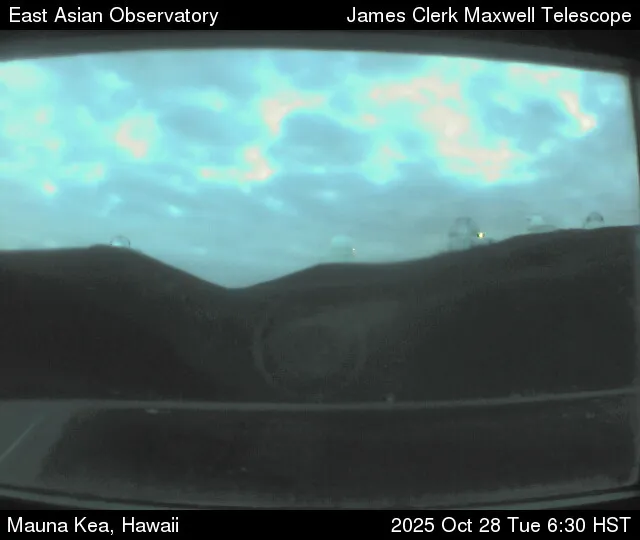 East Asian Observatory
James Clerk Maxwell Telescope
Mauna Kea, Hawaii
2025 Oct 28 Tue 6:30 HST